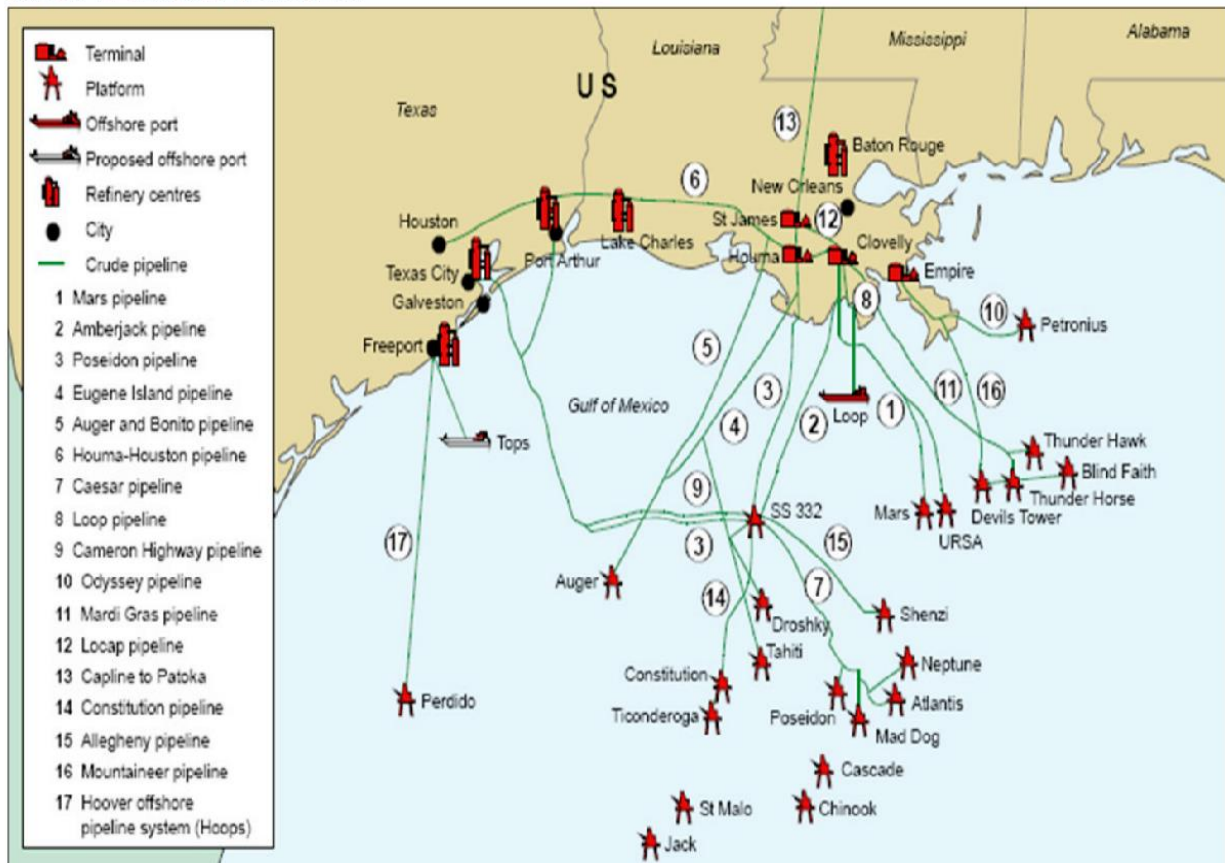 Terminal
Platform
Offshore port
Proposed offshore port
Refinery centres
City
Crude pipeline
1 Mars pipeline
2 Amberjack pipeline
3 Poseidon pipeline
4 Eugene Island pipeline
5 Auger and Bonito pipeline
6 Houma-Houston pipeline
7 Caesar pipeline
8 Loop pipeline
9 Cameron Highway pipeline
10 Odyssey pipeline
11 Mardi Gras pipeline
12 Locap pipeline
13 Capline to Patoka
14 Constitution pipeline
15 Allegheny pipeline
16 Mountaineer pipeline
17 Hoover offshore
pipeline system (Hoops)
Louisiana
Mississippi
Alabama
US
Texas
13
Baton Rouge
6
New Orleans
Houston
St James
12
Lake Charles
Clovelly
Port Arthur
Houma
Empire
Texas City
Galveston
8
10
Petronius
Freeport
5
3
11
16
Gulf of Mexico
4
2
Loop
1
Tops
Thunder Hawk
Blind Faith
9
Thunder Horse
SS 332
Mars
Devils Tower
URSA
17
3
15
Auger
7
14
Droshky
Shenzi
Tahiti
Neptune
Constitution
Perdido
Atlantis
Ticonderoga
Poseidon
Mad Dog
Cascade
St Malo
Chinook
Jack